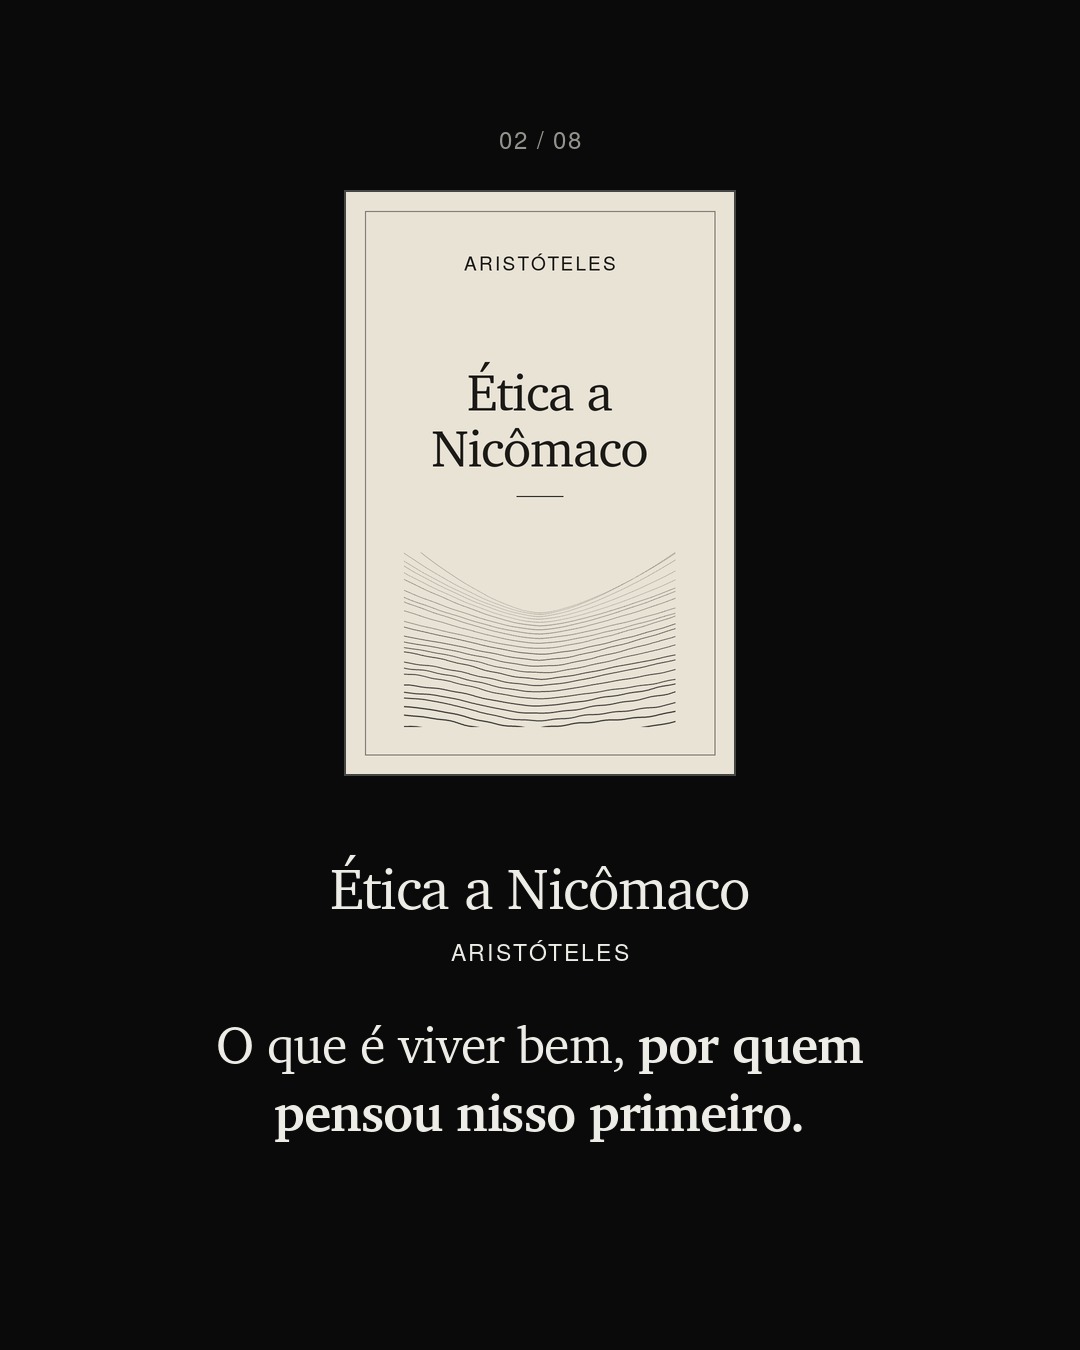 02 / 08
ARISTÓTELES
Ética a
Nicômaco
Ética a Nicômaco
ARISTÓTELES
O que é viver bem, por quem
pensou nisso primeiro.